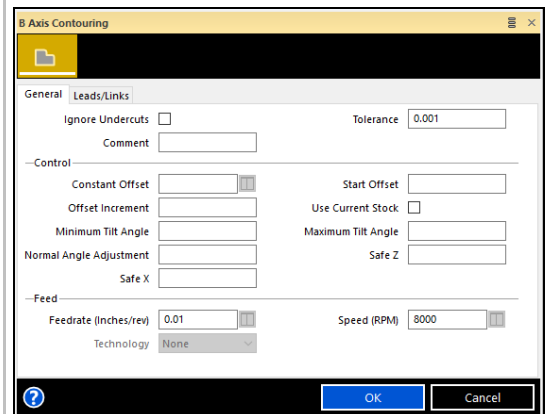 B Axis Contouring
General Leads/Links
Ignore Undercuts Tolerance 0.001
Comment
Control
Constant Offset Start Offset
Offset Increment Use Current Stock
Minimum Tilt Angle Maximum Tilt Angle
Normal Angle Adjustment Safe Z
Safe X
Feed
Feedrate (Inches/rev) 0.01 Speed (RPM) 8000
Technology None
? OK Cancel